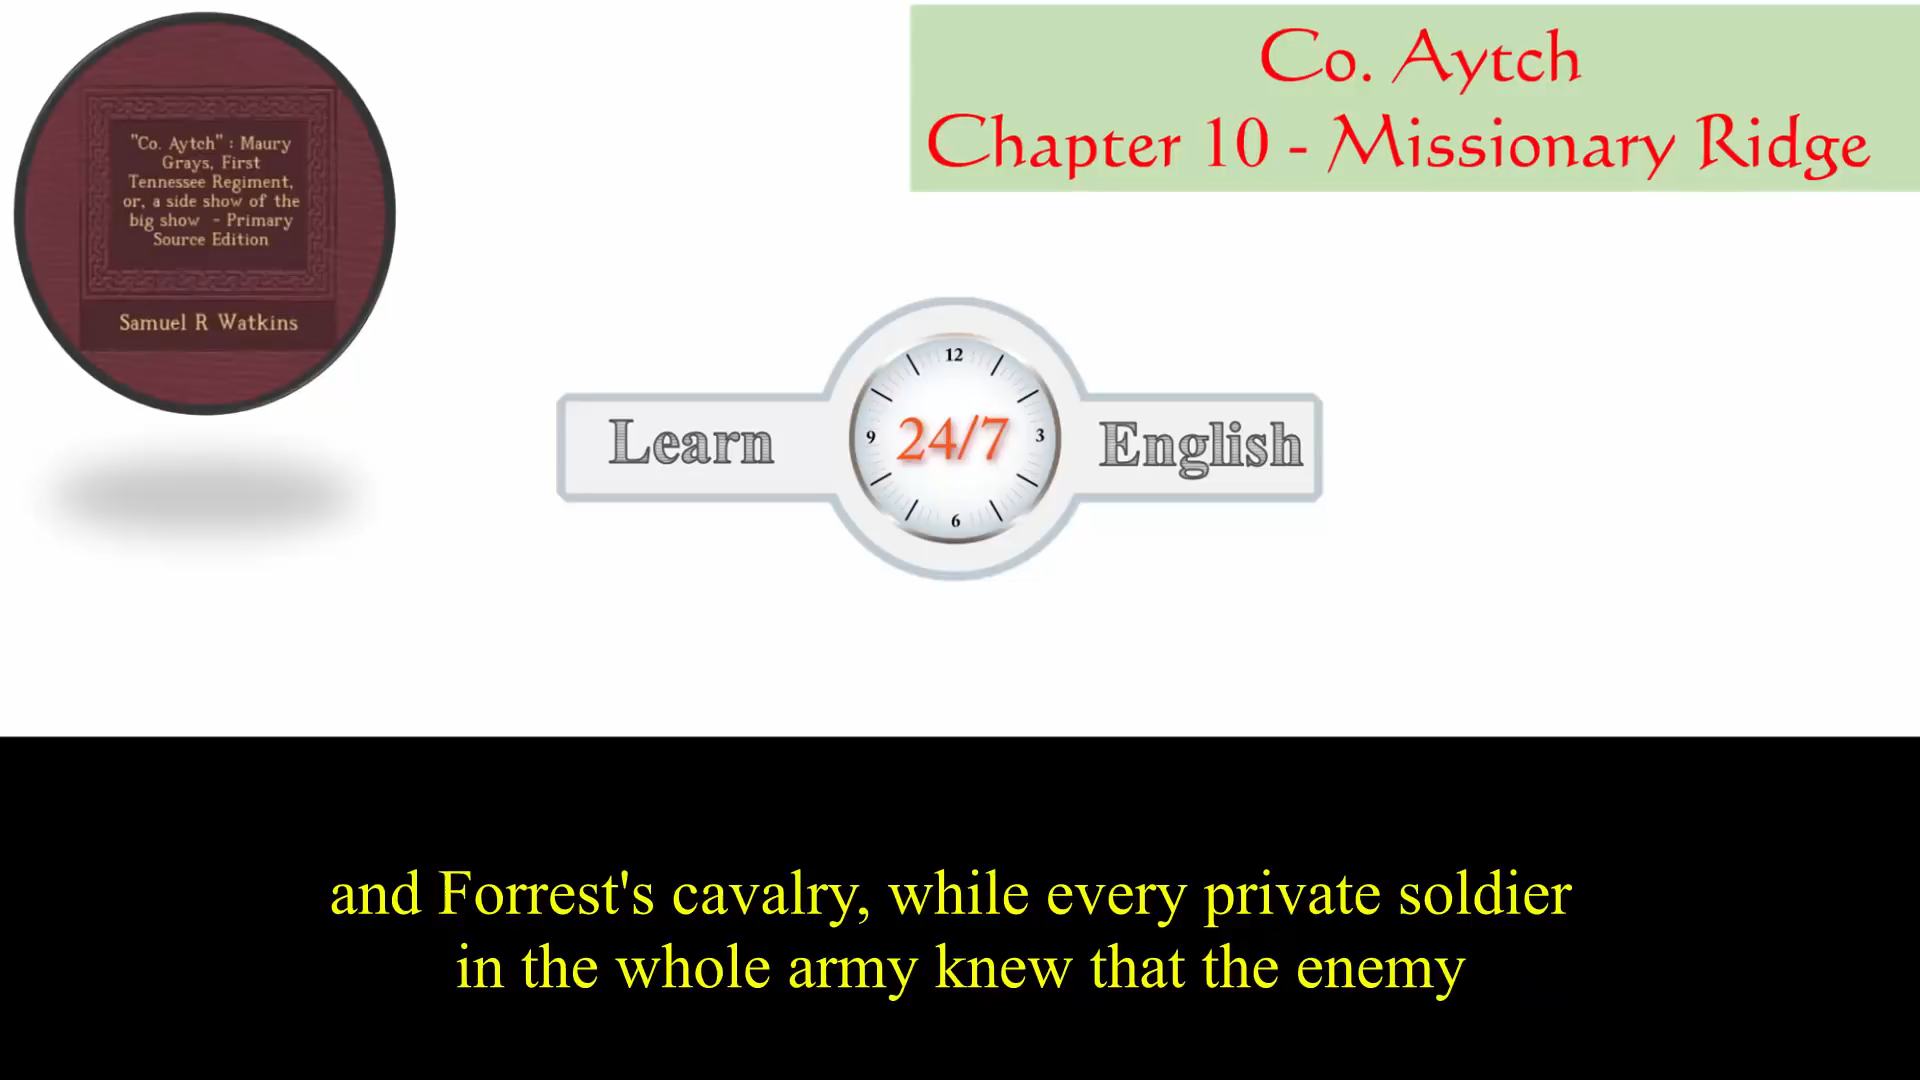 "Co. Aytch" : Maury
Grays, First
Tennessee Regiment,
or, a side show of the
big show - Primary
Source Edition
Samuel R Watkins
Co. Aytch
Chapter 10 - Missionary Ridge
12
Learn
9
24/7
3
English
6
and Forrest's cavalry, while every private soldier
in the whole army knew that the enemy